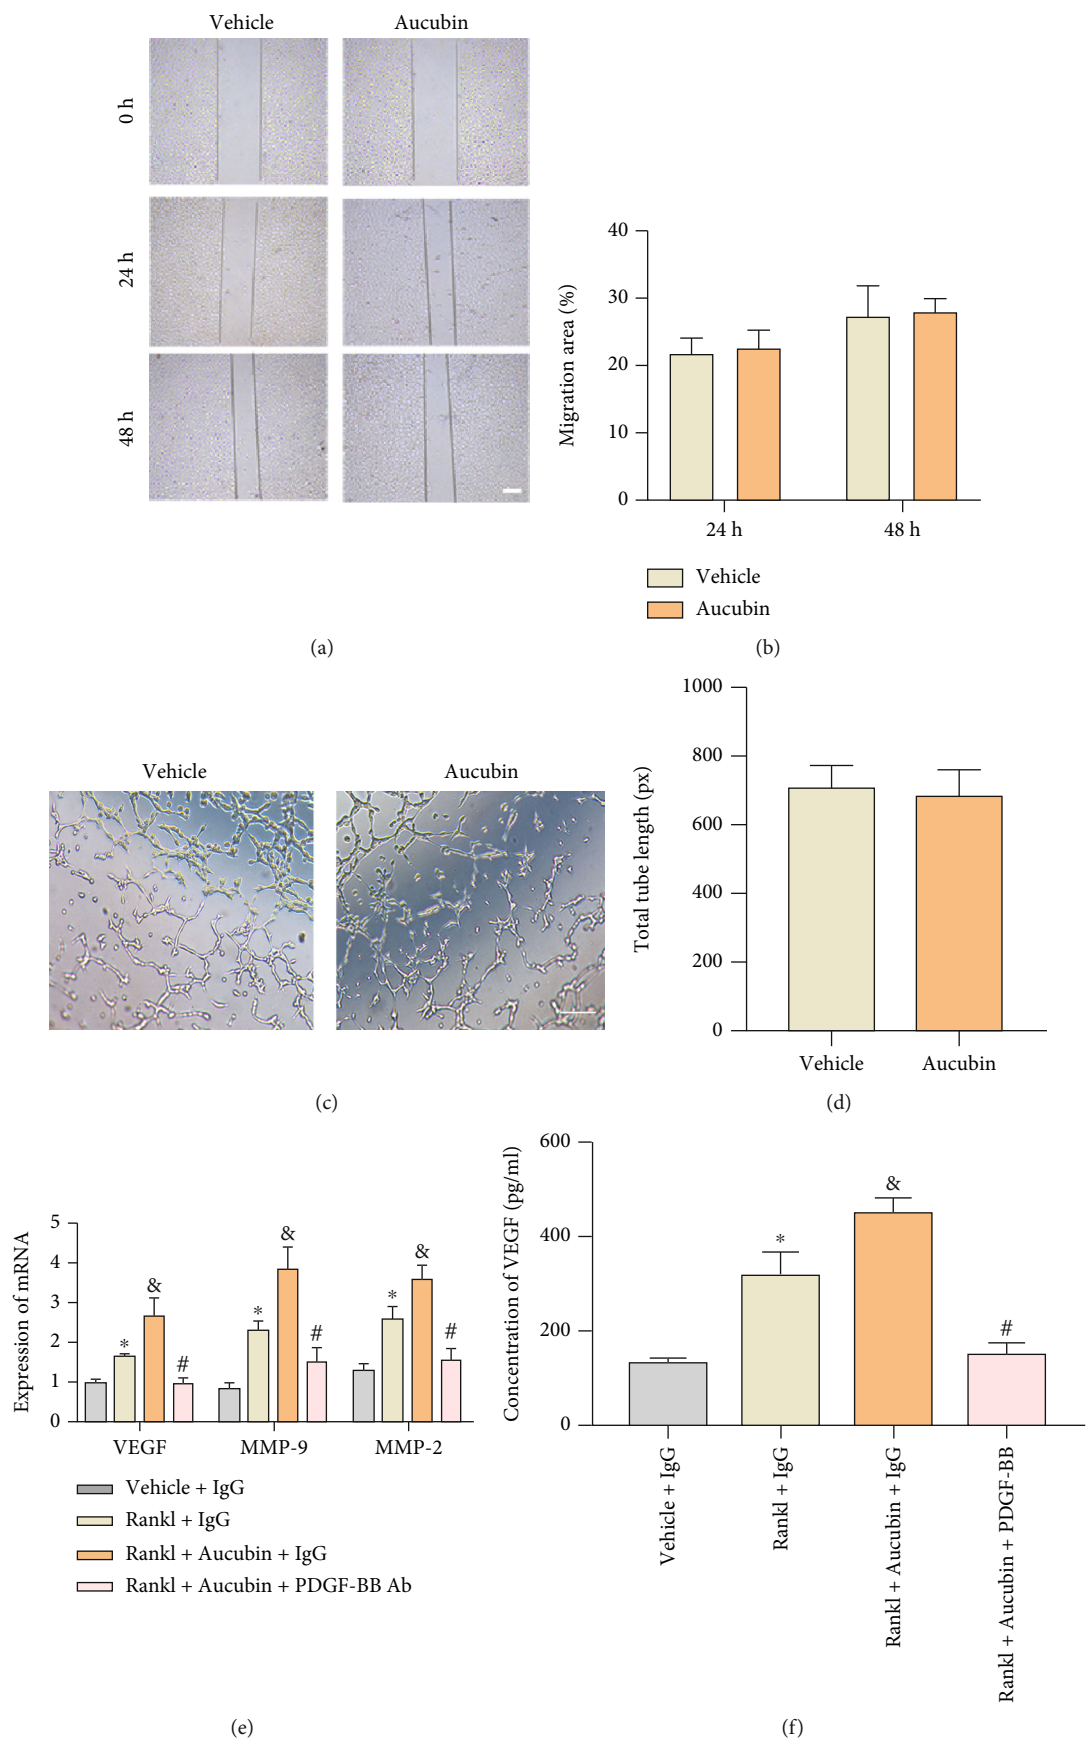 Vehicle
Aucubin
0 h
24 h
48 h
(a)
Migration area (%)
40
30
20
10
0
24 h
48 h
Vehicle
Aucubin
(b)
Vehicle
Aucubin
(c)
Total tube length (px)
1000
800
600
400
200
0
Vehicle
Aucubin
(d)
Expression of mRNA
5
4
3
2
1
0
* & #
* & #
* & #
VEGF
MMP-9
MMP-2
Vehicle + IgG
Rankl + IgG
Rankl + Aucubin + IgG
Rankl + Aucubin + PDGF-BB Ab
(e)
Concentration of VEGF (pg/ml)
600
400
200
0
*
&
#
Vehicle + IgG
Rankl + IgG
Rankl + Aucubin + IgG
Rankl + Aucubin + PDGF-BB
(f)